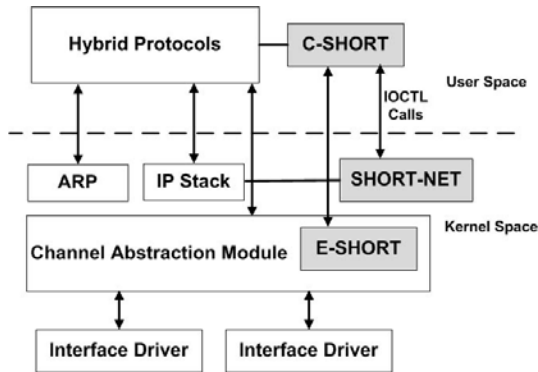 Hybrid Protocols
C-SHORT
IOCTL
Calls
User Space
ARP
IP Stack
SHORT-NET
Kernel Space
Channel Abstraction Module
E-SHORT
Interface Driver
Interface Driver